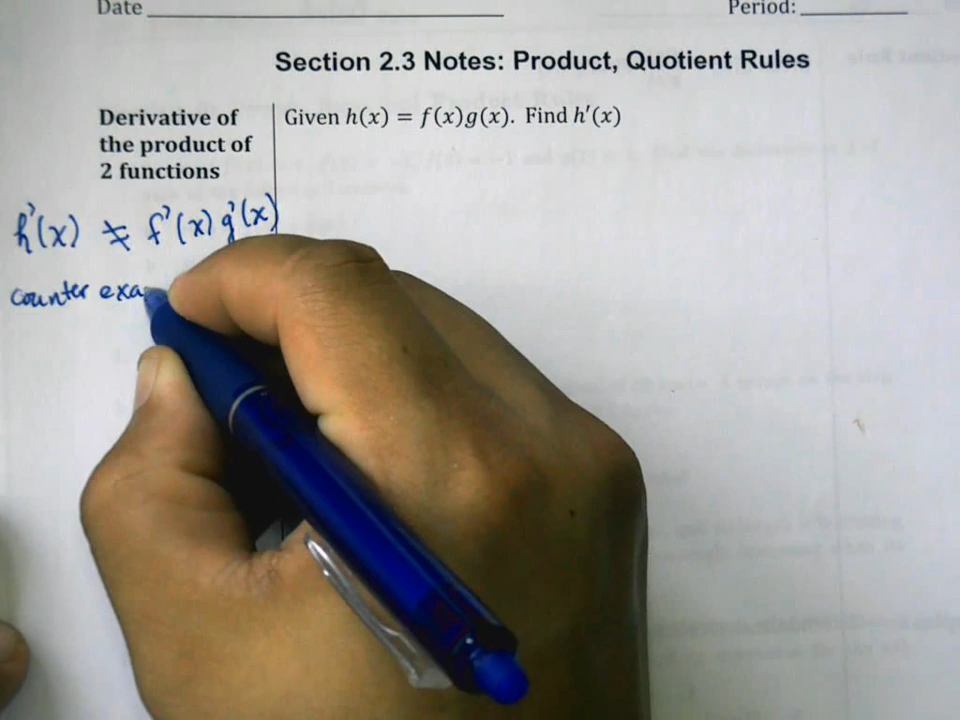 Date Period:
Section 2.3 Notes: Product, Quotient Rules
Derivative of
the product of
2 functions
Given h(x) = f(x)g(x). Find h′(x)
h'(x) ≠ f'(x) g'(x)
counter exa